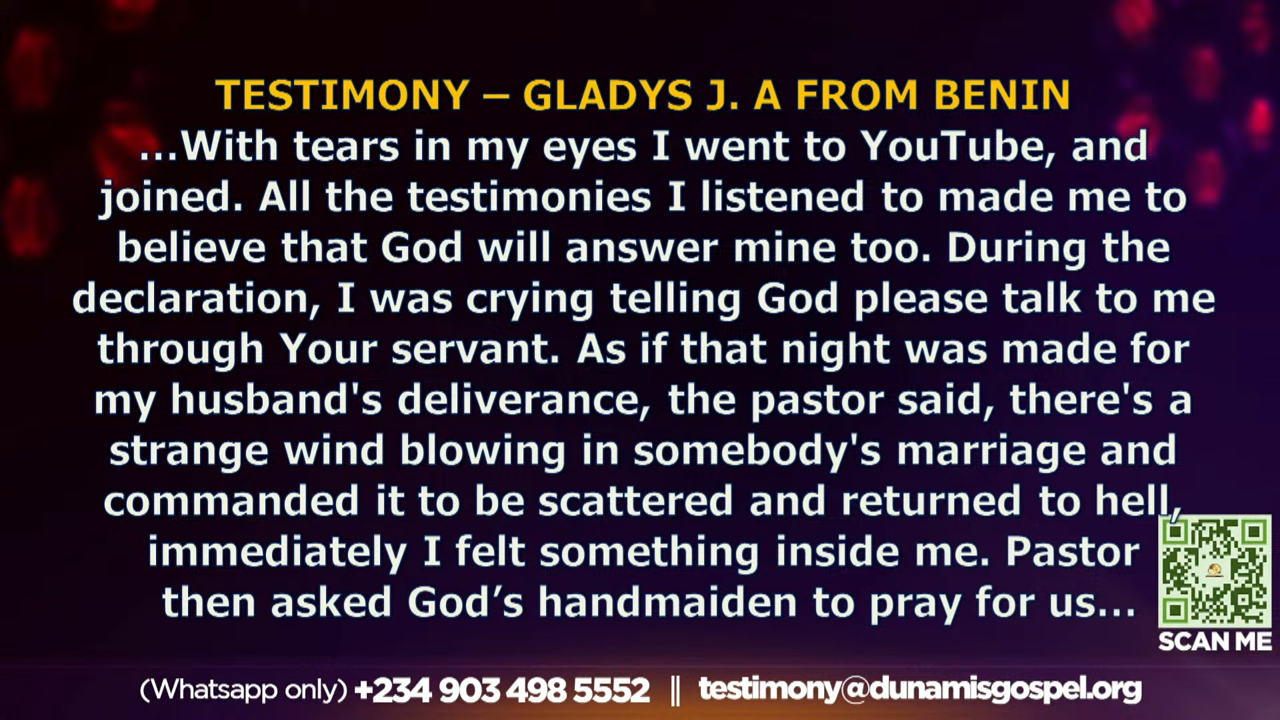 TESTIMONY – GLADYS J. A FROM BENIN
...With tears in my eyes I went to YouTube, and
joined. All the testimonies I listened to made me to
believe that God will answer mine too. During the
declaration, I was crying telling God please talk to me
through Your servant. As if that night was made for
my husband's deliverance, the pastor said, there's a
strange wind blowing in somebody's marriage and
commanded it to be scattered and returned to hell,
immediately I felt something inside me. Pastor
then asked God’s handmaiden to pray for us...
SCAN ME
(Whatsapp only) +234 903 498 5552 || testimony@dunamisgospel.org